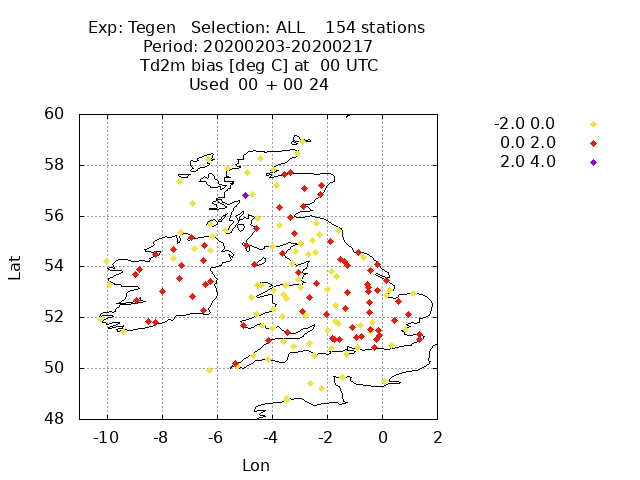 Exp: Tegen Selection: ALL 154 stations
Period: 20200203-20200217
Td2m bias [deg C] at 00 UTC
Used 00 + 00 24
-2.0 0.0
0.0 2.0
2.0 4.0
60
58
56
54
52
50
48
Lat
-10 -8 -6 -4 -2 0 2
Lon